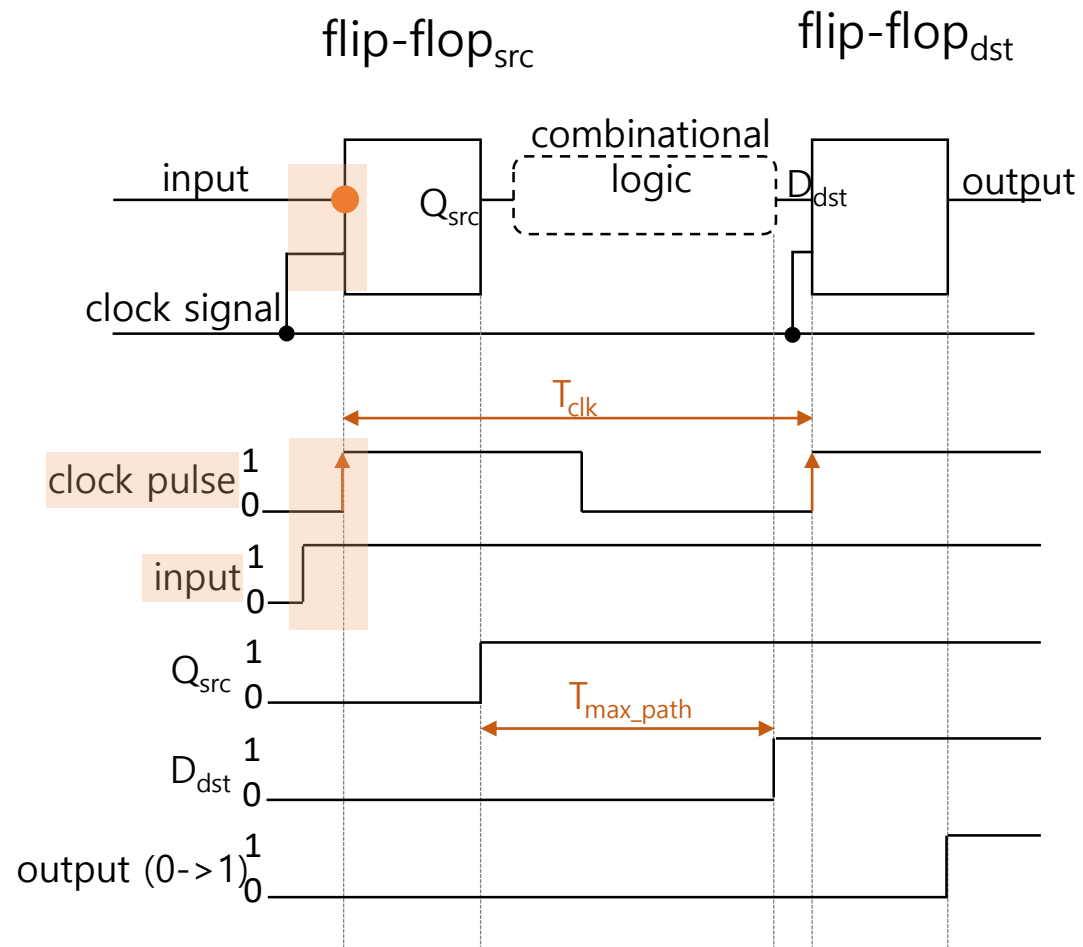 flip-flopsrc
flip-flopdst
combinational
logic
input
Qsrc
Ddst
output
clock signal
Tclk
clock pulse
1
0
input
1
0
Qsrc
1
0
Tmax_path
Ddst
1
0
output (0->1)
1
0